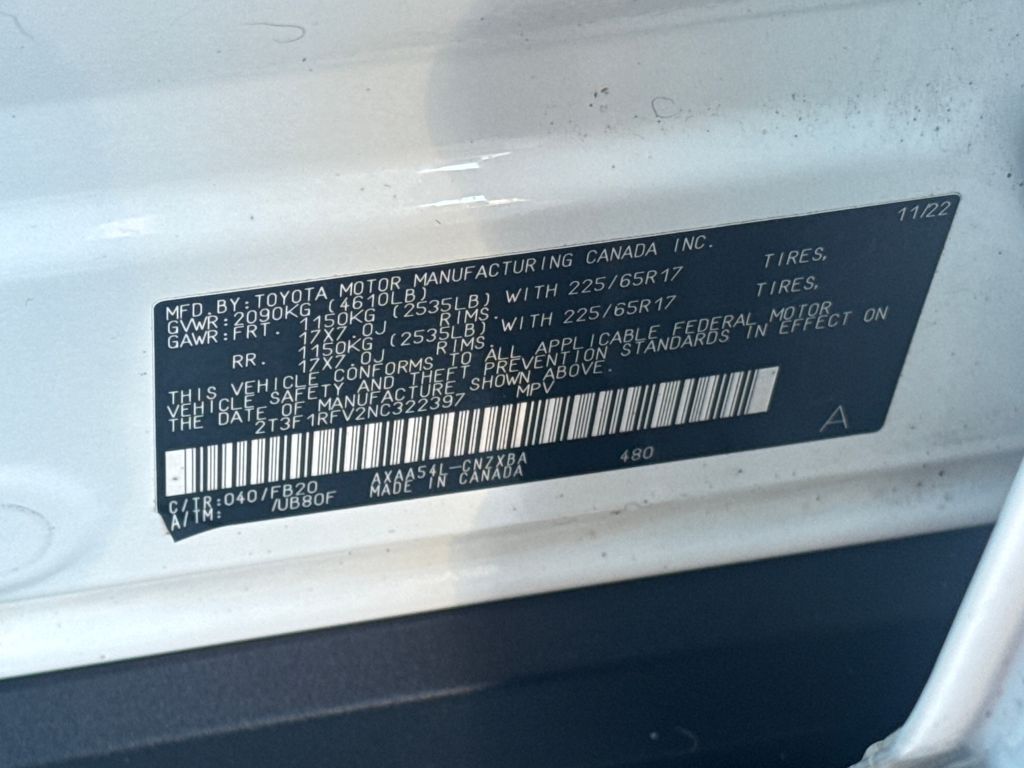 11/22
MFD.BY:TOYOTA MOTOR MANUFACTURING CANADA INC.
GVWR:2090KG (4610LB)
GAWR:FRT. 1150KG (2535LB) WITH 225/65R17 TIRES,
17X7.0J RIMS.
RR. 1150KG (2535LB) WITH 225/65R17 TIRES,
17X7.0J RIMS.
THIS VEHICLE CONFORMS TO ALL APPLICABLE FEDERAL MOTOR
VEHICLE SAFETY AND THEFT PREVENTION STANDARDS IN EFFECT ON
THE DATE OF MANUFACTURE SHOWN ABOVE.
2T3F1RFV2NC322397 MPV
A
C/TR:040/FB20 AXAA54L-CNZXBA 480
A/TM: /UB80F MADE IN CANADA